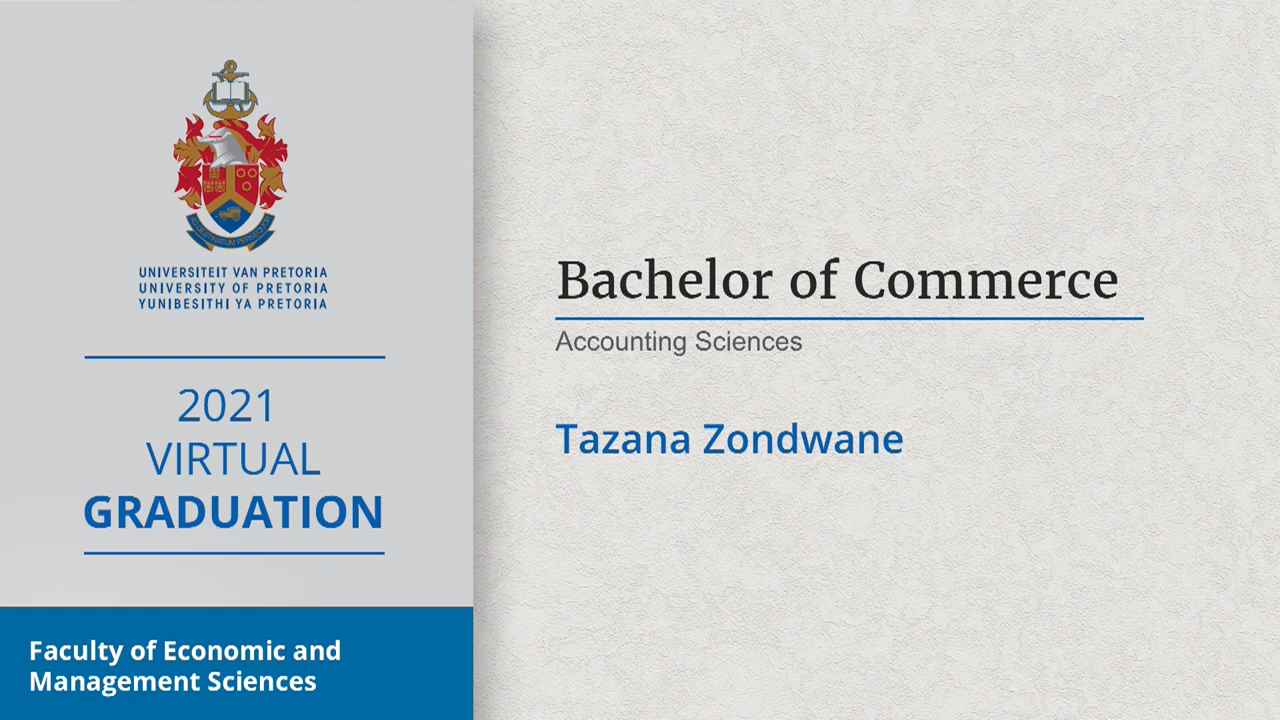 UNIVERSITEIT VAN PRETORIA
UNIVERSITY OF PRETORIA
YUNIBESITHI YA PRETORIA
2021
VIRTUAL
GRADUATION
Faculty of Economic and
Management Sciences
Bachelor of Commerce
Accounting Sciences
Tazana Zondwane